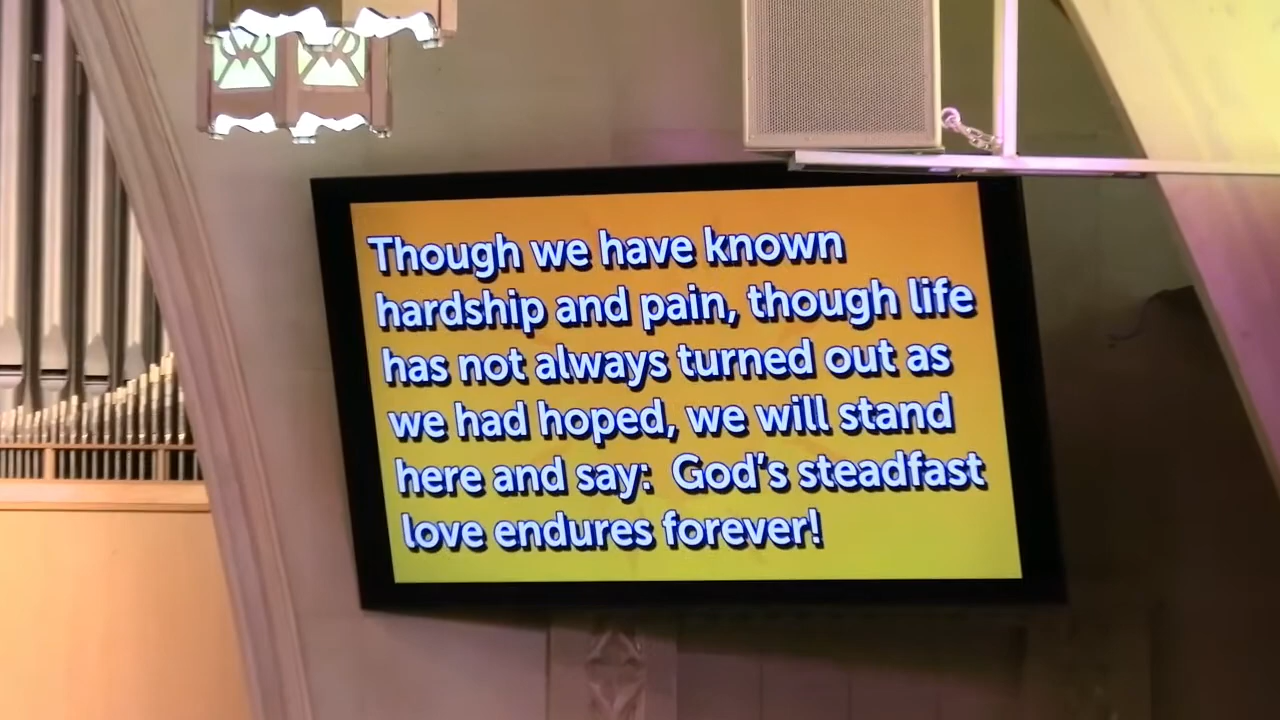 Though we have known
hardship and pain, though life
has not always turned out as
we had hoped, we will stand
here and say:  God's steadfast
love endures forever!